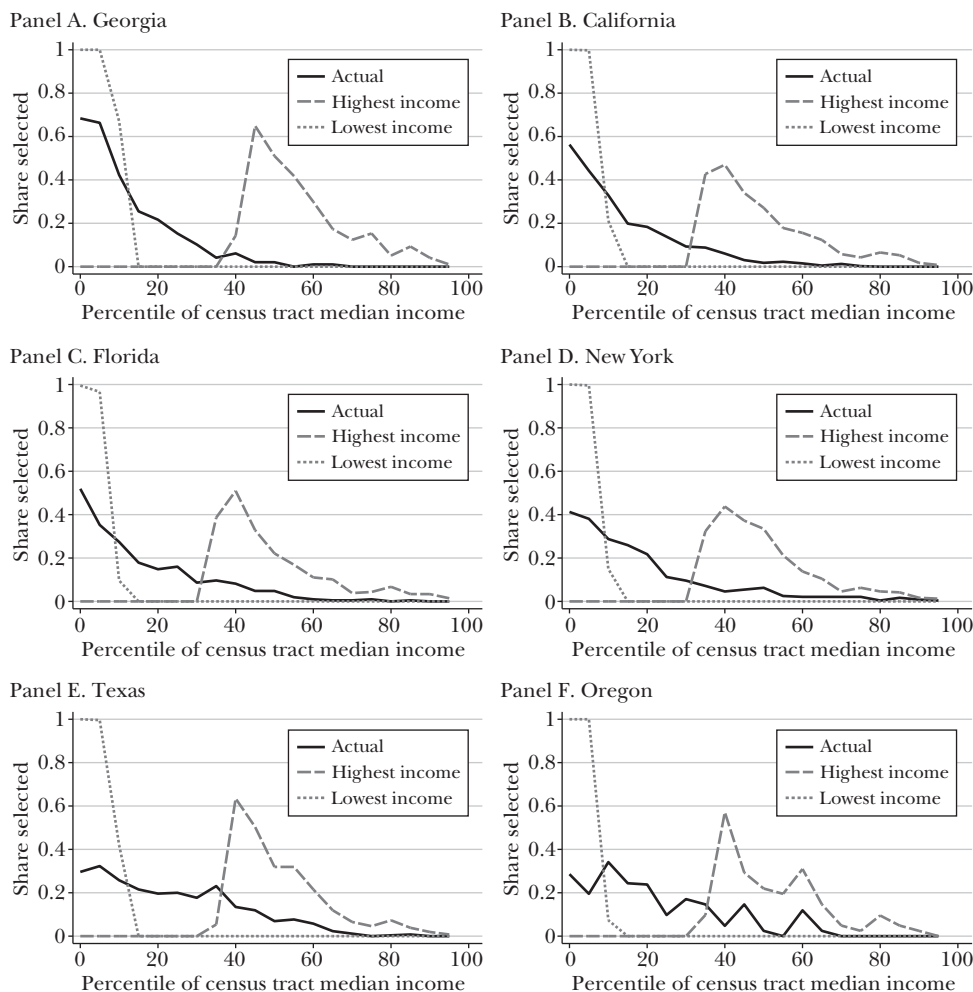 Panel A. Georgia
Share selected
1
0.8
0.6
0.4
0.2
0
Actual
Highest income
Lowest income
0 20 40 60 80 100
Percentile of census tract median income
Panel B. California
Share selected
1
0.8
0.6
0.4
0.2
0
Actual
Highest income
Lowest income
0 20 40 60 80 100
Percentile of census tract median income
Panel C. Florida
Share selected
1
0.8
0.6
0.4
0.2
0
Actual
Highest income
Lowest income
0 20 40 60 80 100
Percentile of census tract median income
Panel D. New York
Share selected
1
0.8
0.6
0.4
0.2
0
Actual
Highest income
Lowest income
0 20 40 60 80 100
Percentile of census tract median income
Panel E. Texas
Share selected
1
0.8
0.6
0.4
0.2
0
Actual
Highest income
Lowest income
0 20 40 60 80 100
Percentile of census tract median income
Panel F. Oregon
Share selected
1
0.8
0.6
0.4
0.2
0
Actual
Highest income
Lowest income
0 20 40 60 80 100
Percentile of census tract median income